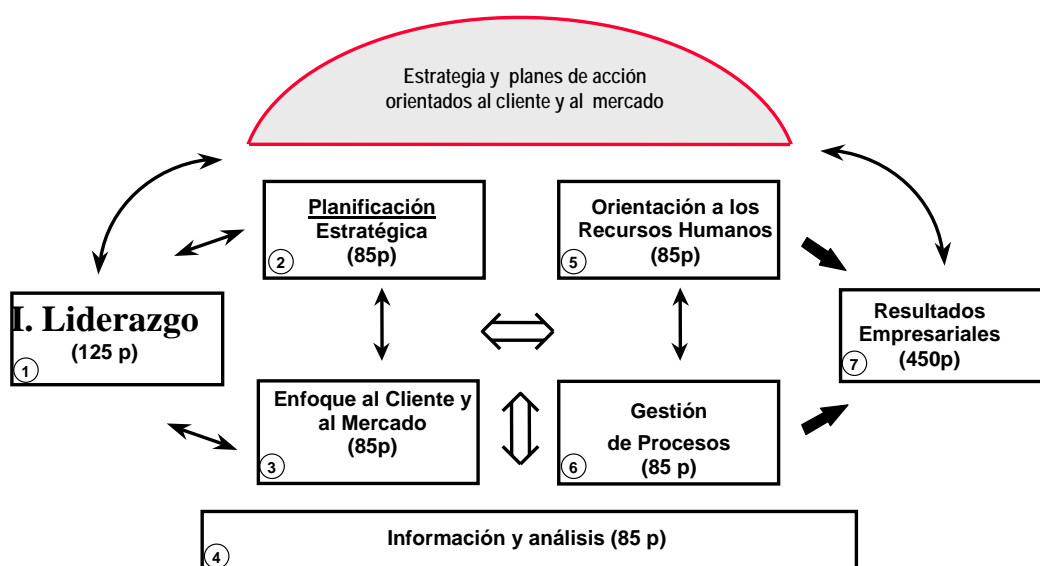 Estrategia y planes de acción
orientados al cliente y al mercado
Planificación
Estratégica
(85p)
2
Orientación a los
Recursos Humanos
(85p)
5
I. Liderazgo
(125 p)
1
Resultados
Empresariales
(450p)
7
Enfoque al Cliente y
al Mercado
(85p)
3
Gestión
de Procesos
(85 p)
6
Información y análisis (85 p)
4